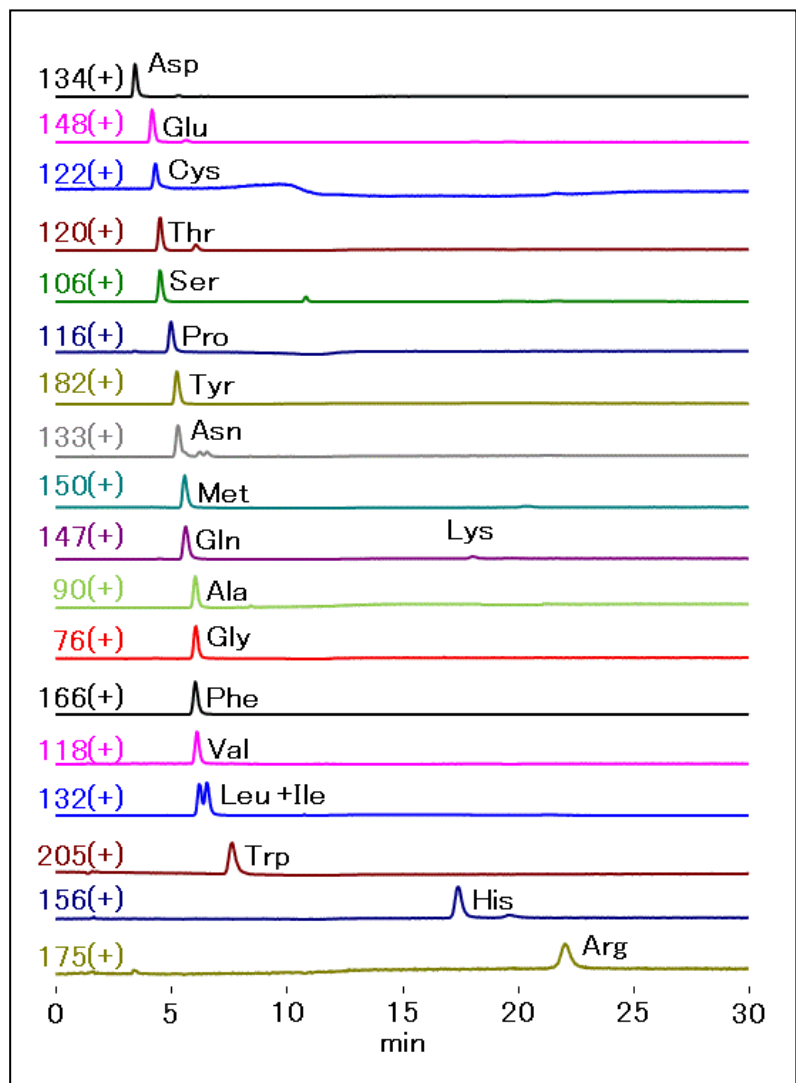 134(+) Asp
148(+) Glu
122(+) Cys
120(+) Thr
106(+) Ser
116(+) Pro
182(+) Tyr
133(+) Asn
150(+) Met
147(+) Gln Lys
90(+) Ala
76(+) Gly
166(+) Phe
118(+) Val
132(+) Leu +Ile
205(+) Trp
156(+) His
175(+) Arg
0 5 10 15 20 25 30
min